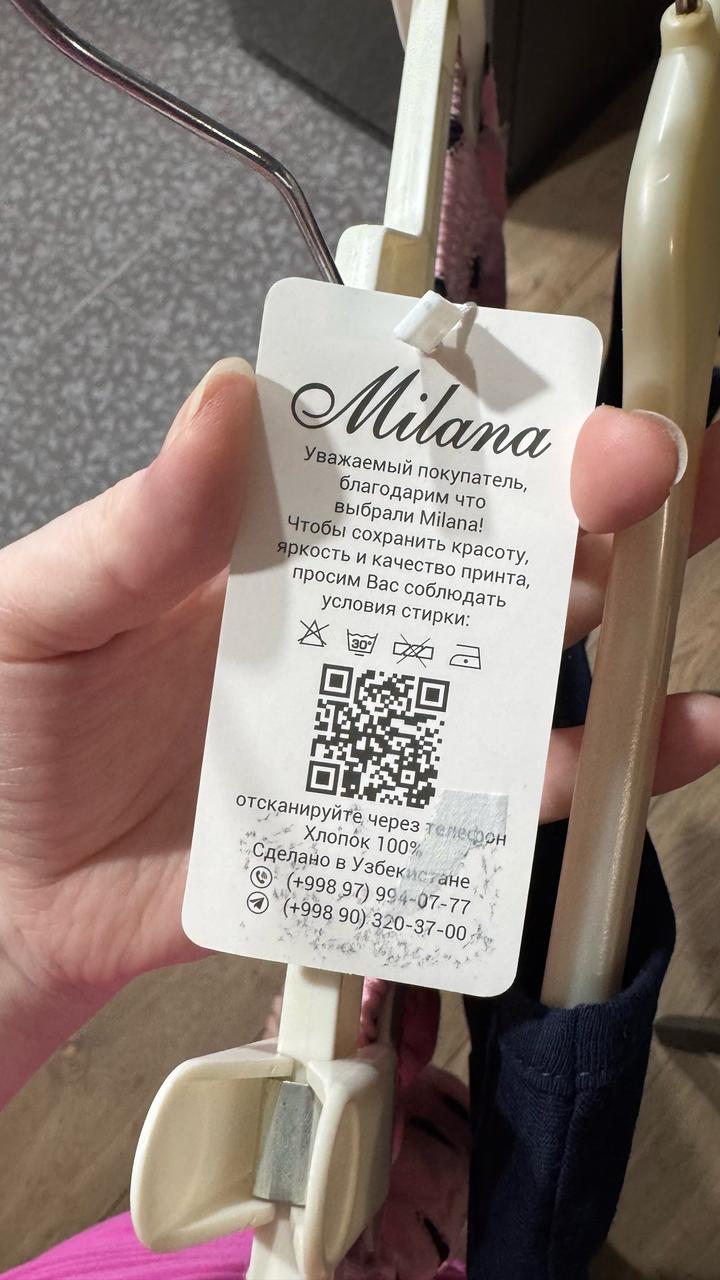 Milana
Уважаемый покупатель,
благодарим что
выбрали Milana!
Чтобы сохранить красоту,
яркость и качество принта,
просим Вас соблюдать
условия стирки:
30°
отсканируйте через телефон
Хлопок 100%
Сделано в Узбекистане
(+998 97) 994-07-77
(+998 90) 320-37-00